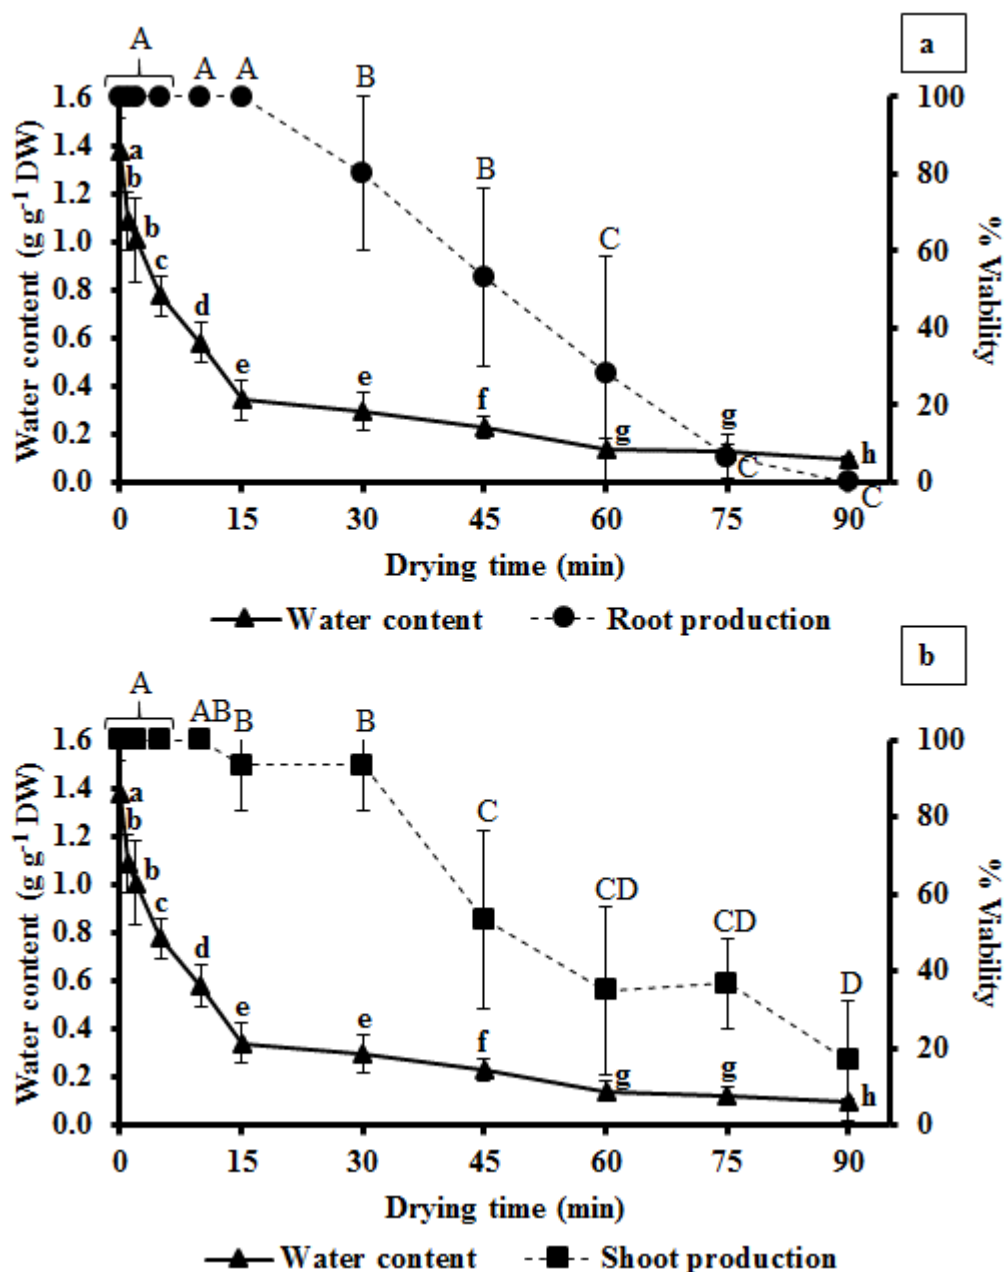 a
A
A A B
B
C
1.6 1.4 1.2 1.0 0.8 0.6 0.4 0.2 0.0
Water content (g g-1 DW)
a
b
b
c
d
e e f g g h
C
C
100 80 60 40 20 0
% Viability
0 15 30 45 60 75 90
Drying time (min)
Water content Root production
b
A
AB B B
C
CD CD
D
1.6 1.4 1.2 1.0 0.8 0.6 0.4 0.2 0.0
Water content (g g-1 DW)
a
b
b
c
d
e e f g g h
100 80 60 40 20 0
% Viability
0 15 30 45 60 75 90
Drying time (min)
Water content Shoot production